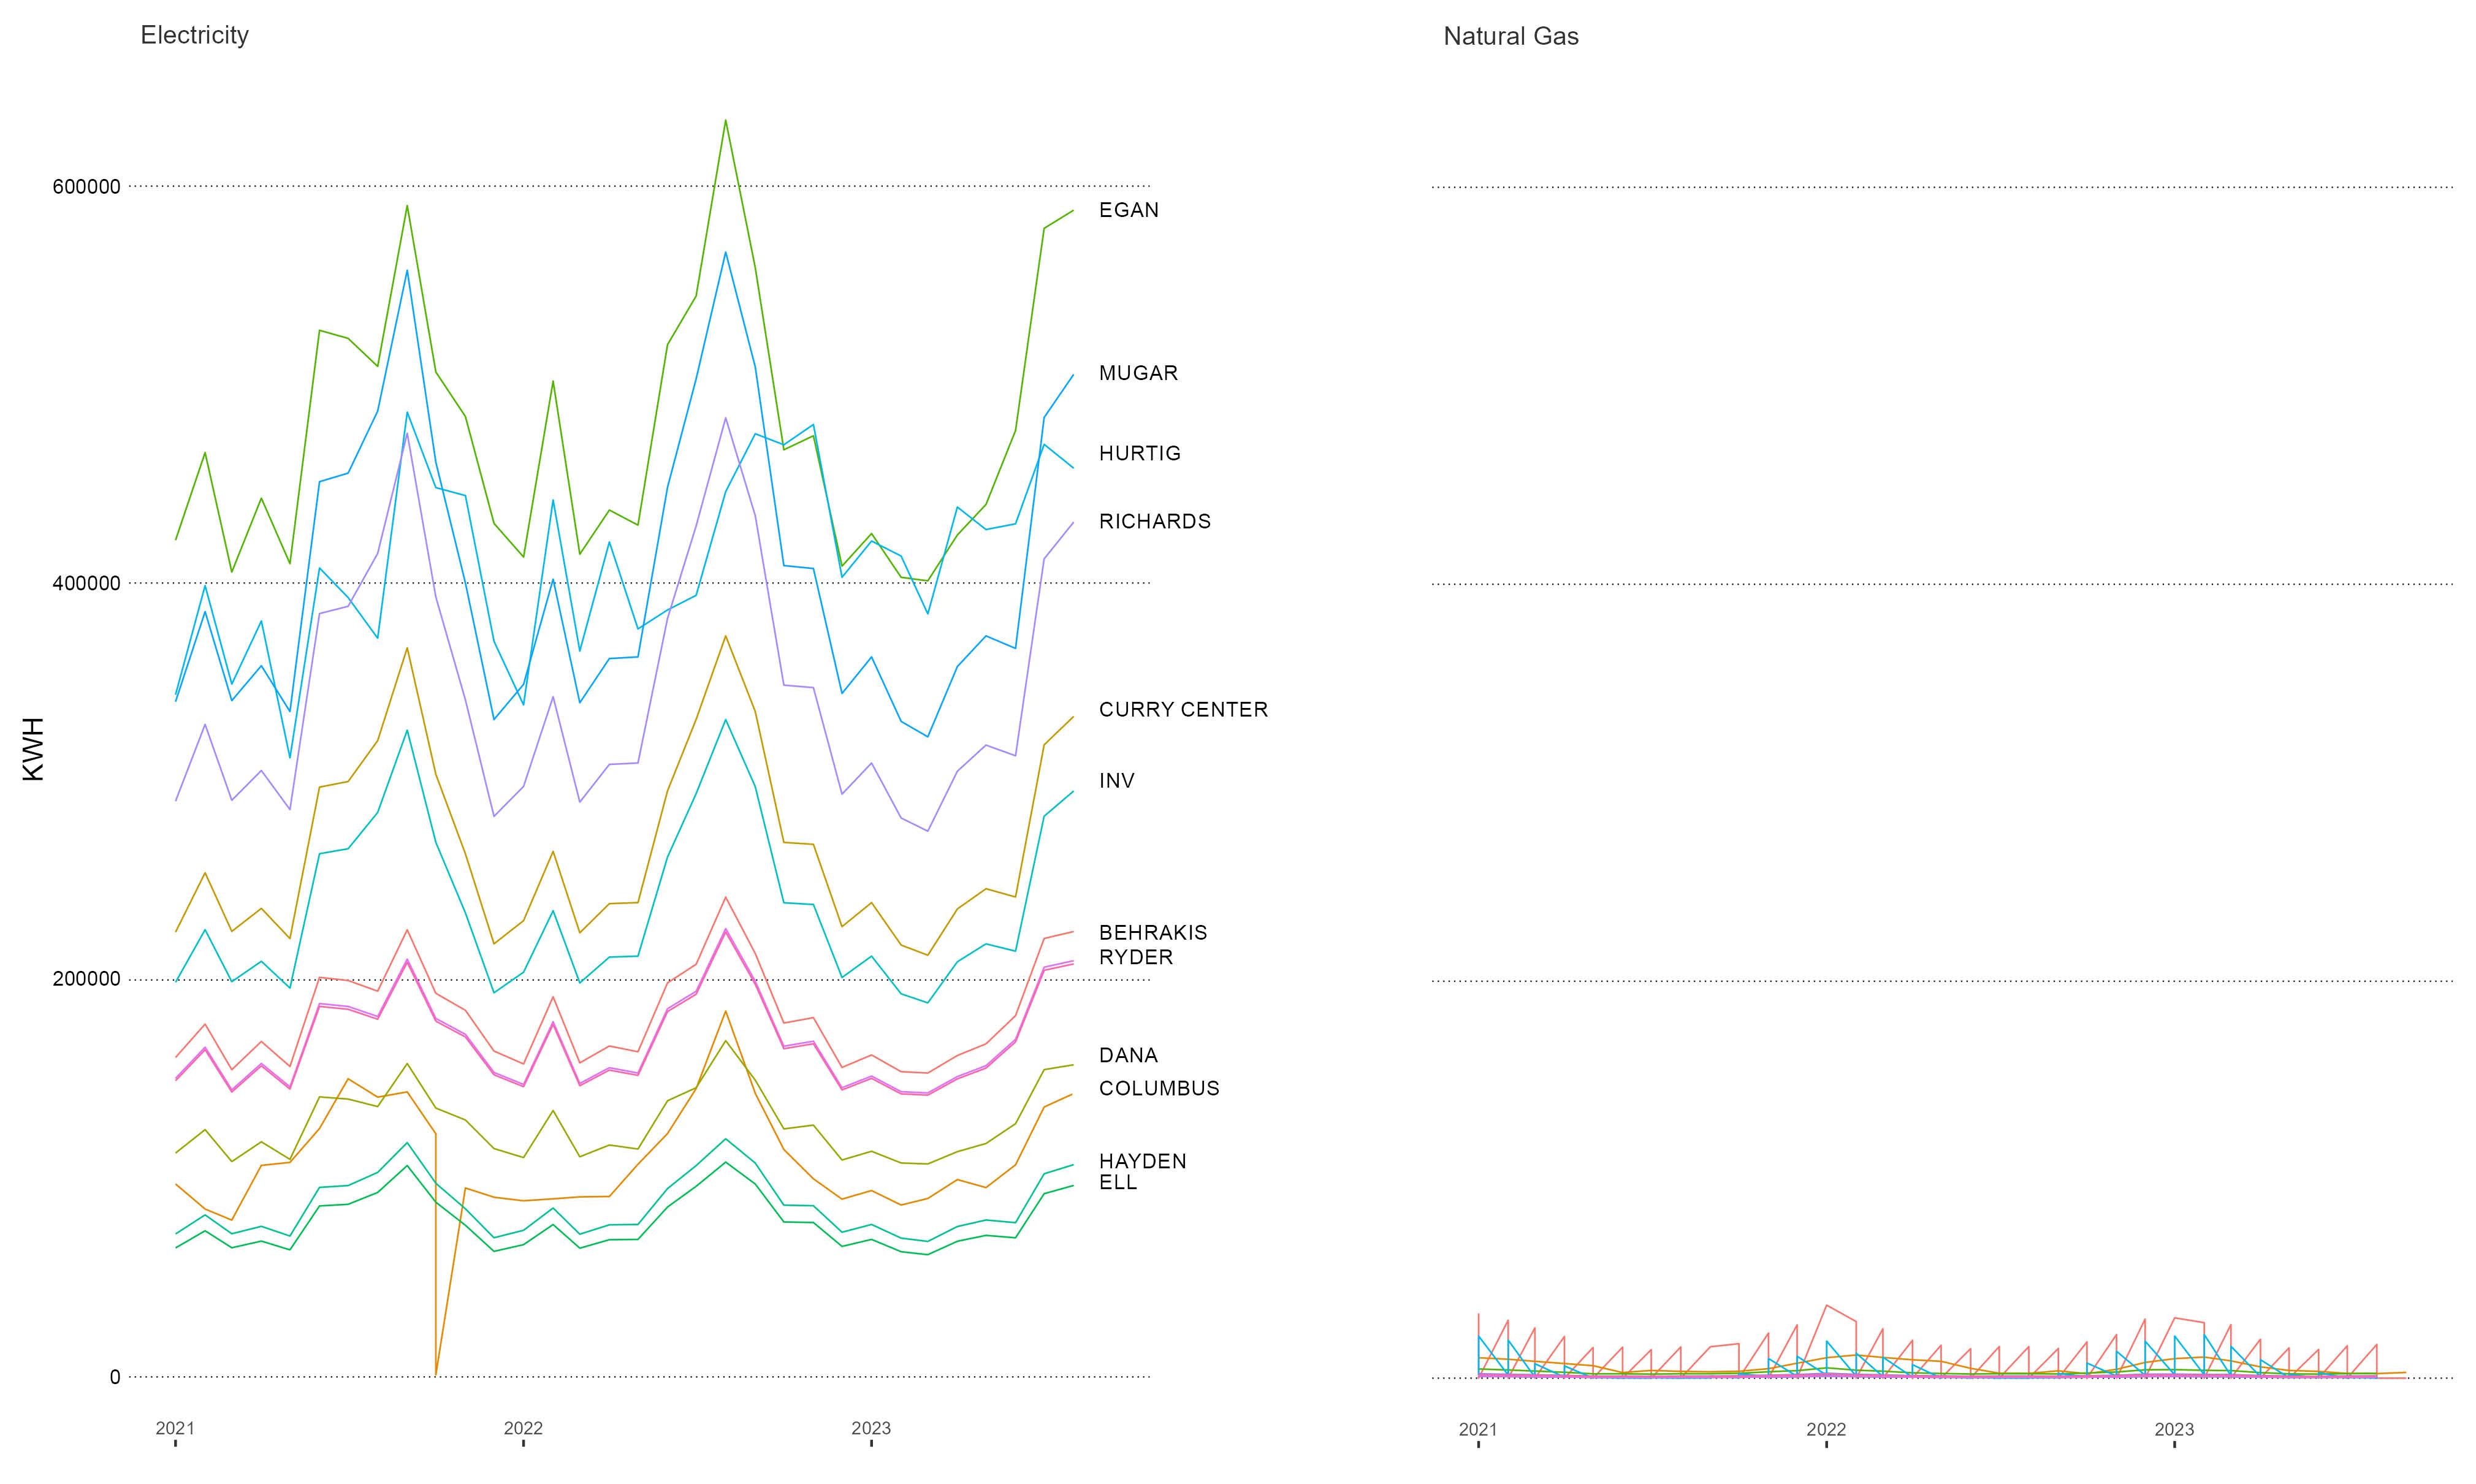 Electricity
Natural Gas
KWH
600000
400000
200000
0
EGAN
MUGAR
HURTIG
RICHARDS
CURRY CENTER
INV
BEHRAKIS
RYDER
DANA
COLUMBUS
HAYDEN
ELL
2021
2022
2023
2021
2022
2023